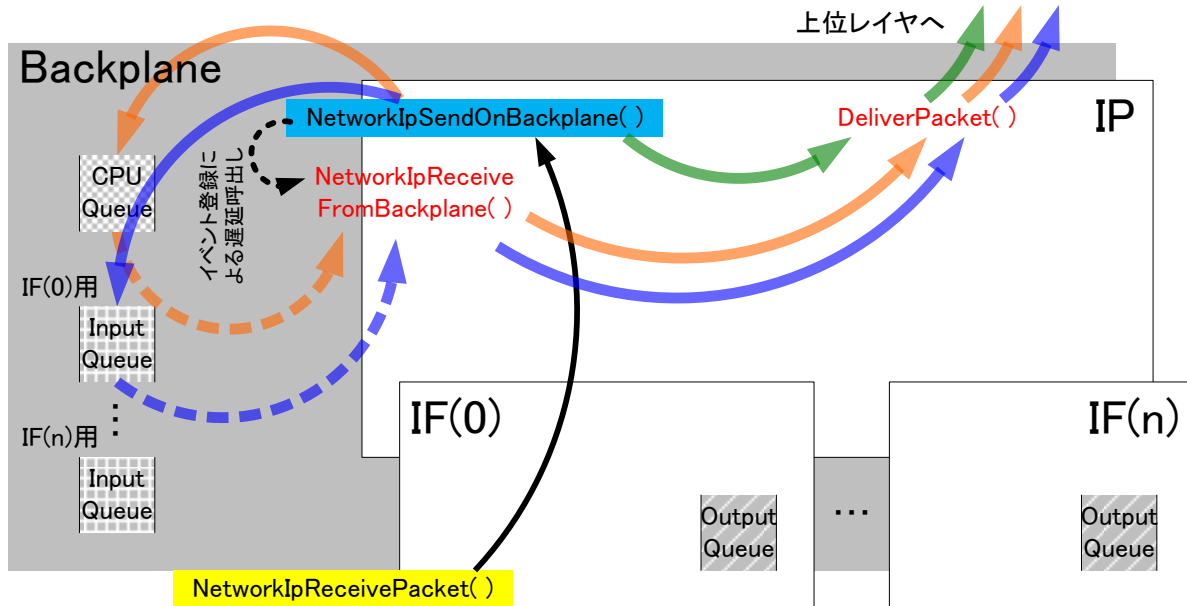 上位レイヤへ
Backplane
NetworkIpSendOnBackplane( )
DeliverPacket( )
IP
CPU
Queue
イベント登録に
よる遅延呼出し
NetworkIpReceive
FromBackplane( )
IF(0)用
Input
Queue
⋮
IF(n)用
Input
Queue
IF(0)
IF(n)
Output
Queue
…
Output
Queue
NetworkIpReceivePacket( )